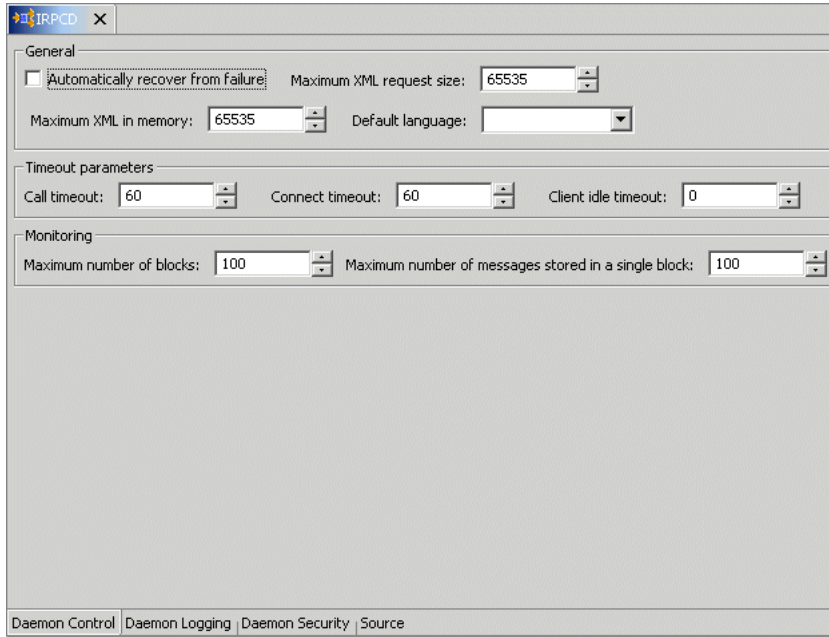 IRPCD
General
Automatically recover from failure Maximum XML request size: 65535
Maximum XML in memory: 65535 Default language:
Timeout parameters
Call timeout: 60 Connect timeout: 60 Client idle timeout: 0
Monitoring
Maximum number of blocks: 100 Maximum number of messages stored in a single block: 100
Daemon Control Daemon Logging Daemon Security Source